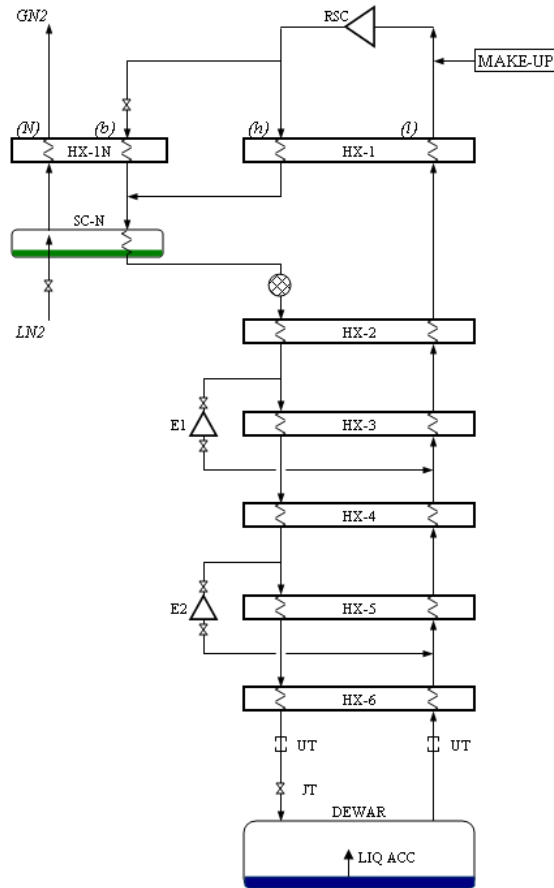 GN2
RSC
MAKE-UP
(N)
(b)
(h)
(l)
HX-1N
HX-1
SC-N
LN2
HX-2
E1
HX-3
HX-4
E2
HX-5
HX-6
UT
UT
JT
DEWAR
LIQ ACC